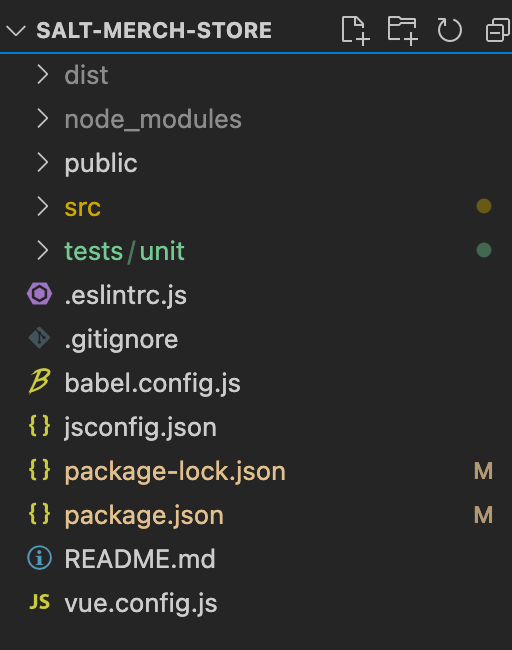 SALT-MERCH-STORE
dist
node_modules
public
src
tests/unit
.eslintrc.js
.gitignore
babel.config.js
{} jsconfig.json
{} package-lock.json M
{} package.json M
README.md
JS vue.config.js